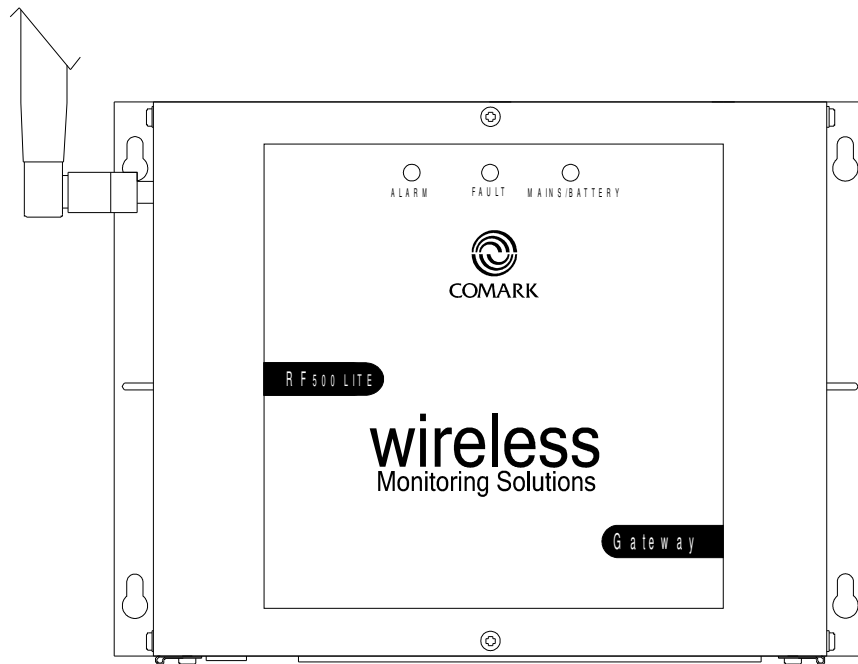 ALARM FAULT MAINS/BATTERY
COMARK
RF500 LITE
wireless
Monitoring Solutions
Gateway